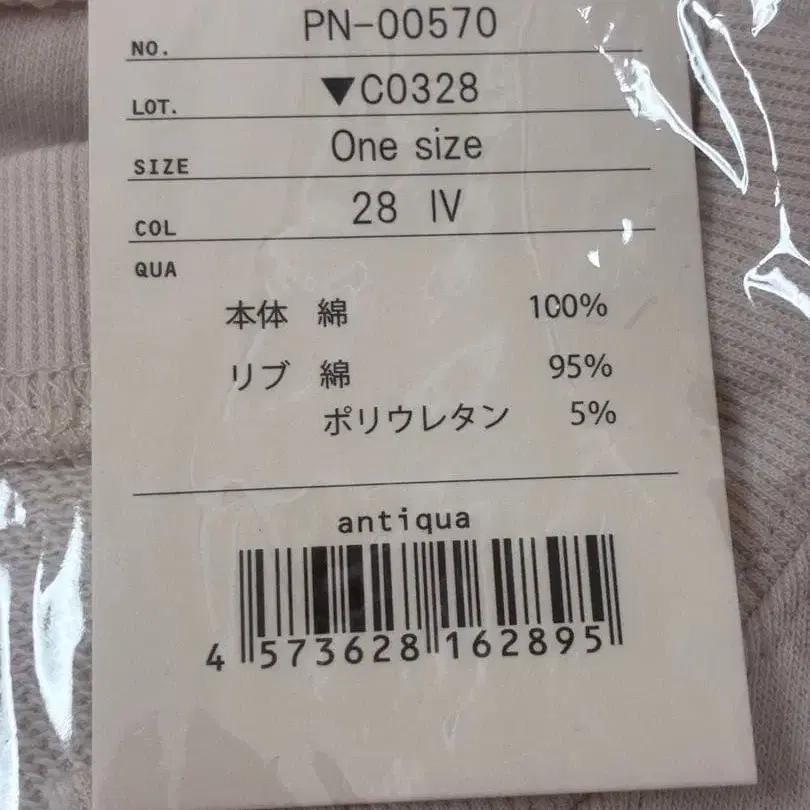 NO. PN-00570
LOT. ▼C0328
SIZE One size
COL 28 IV
QUA
本体 綿 100%
リブ 綿 95%
ポリウレタン 5%
antiqua
4 573628 162895